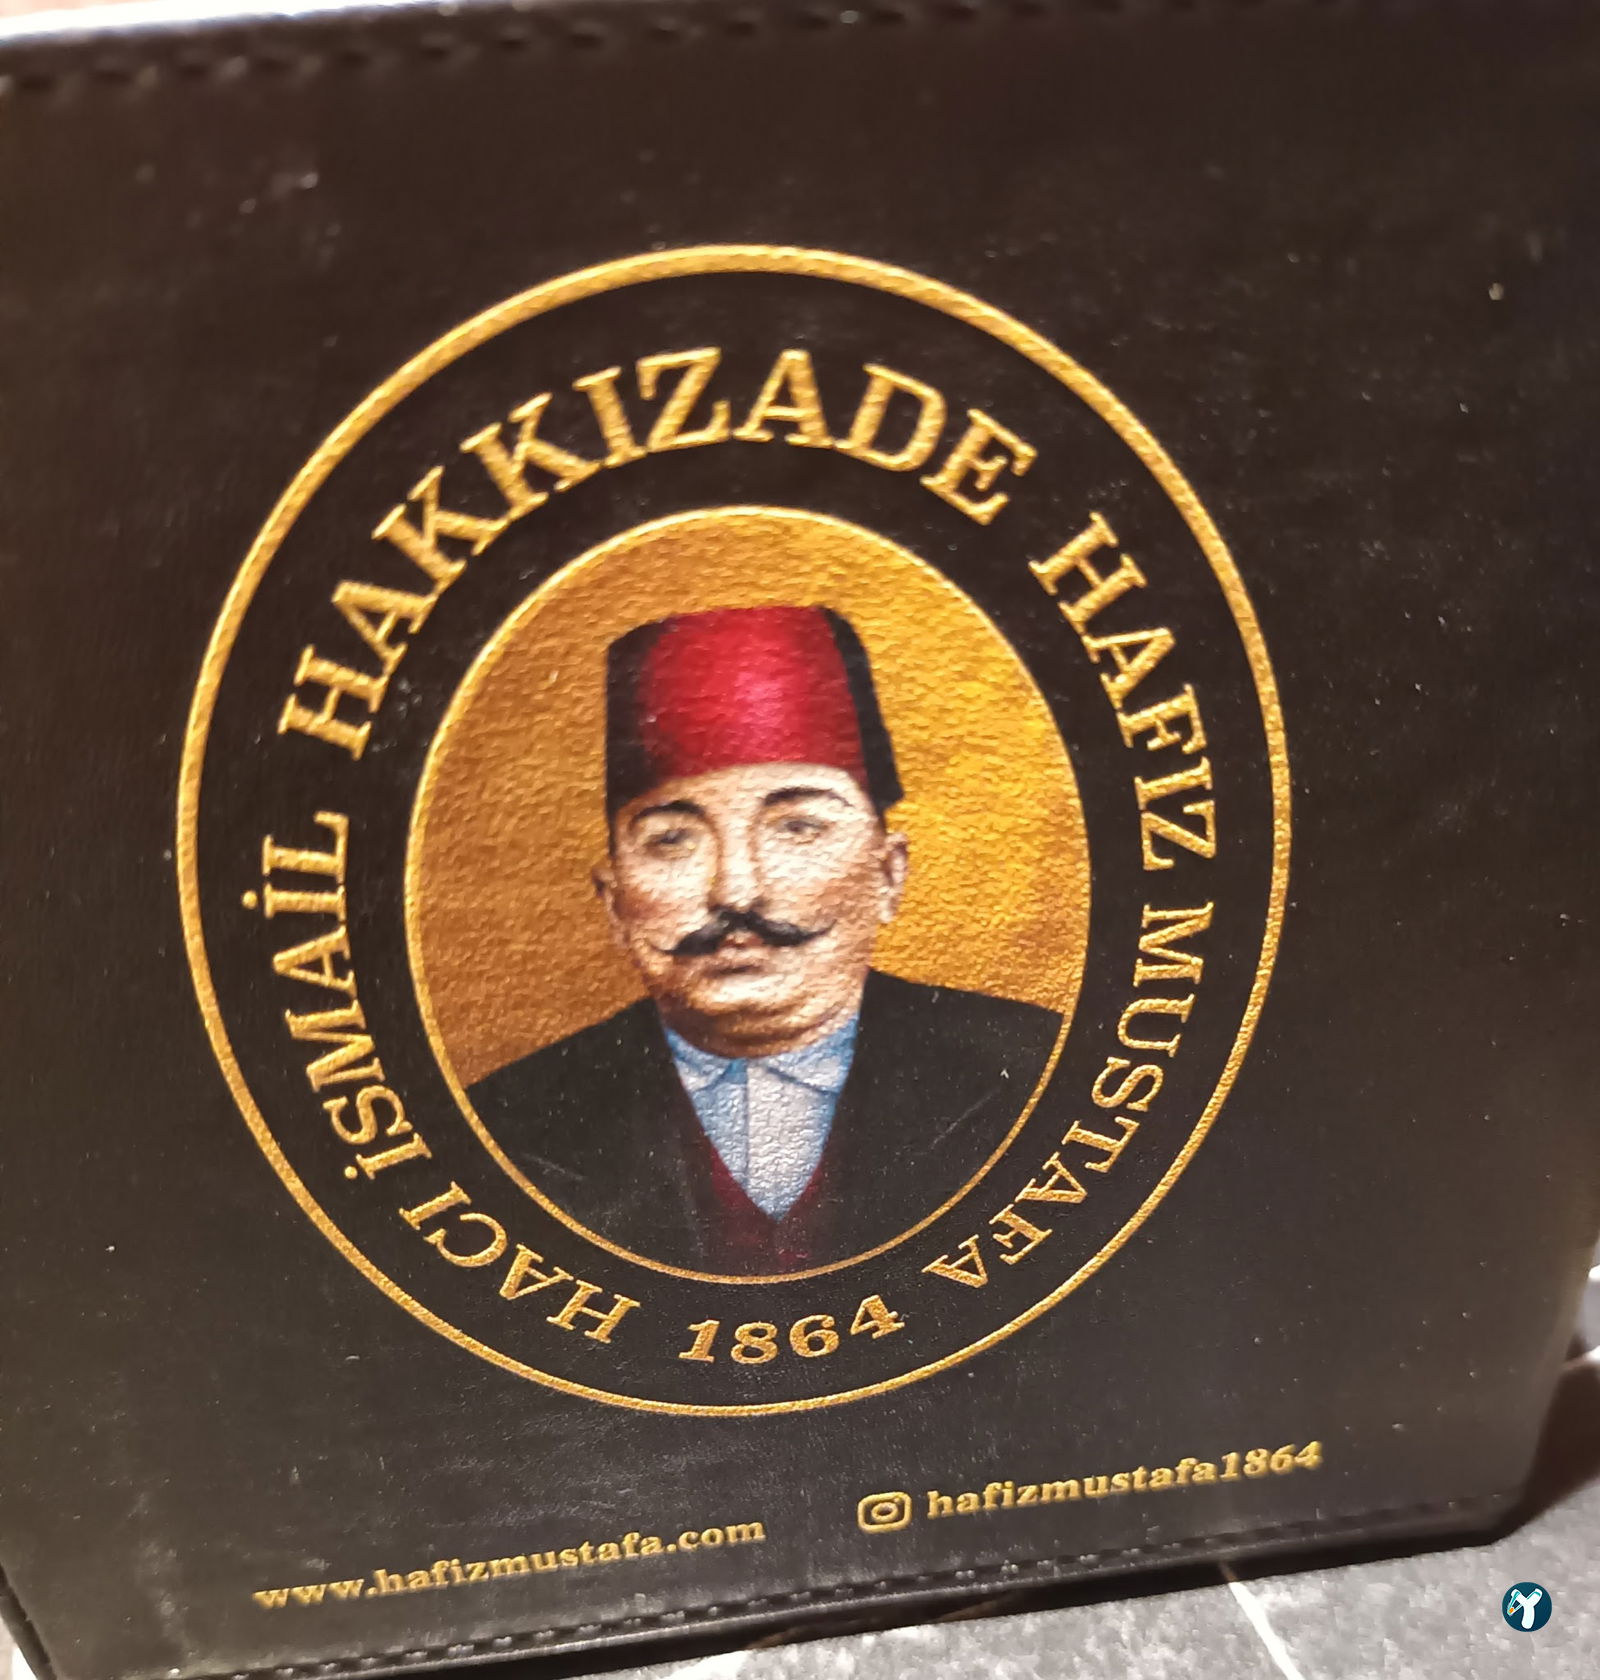 HACI İSMAİL HAKKIZADE HAFIZ MUSTAFA
1864
www.hafizmustafa.com
hafizmustafa1864